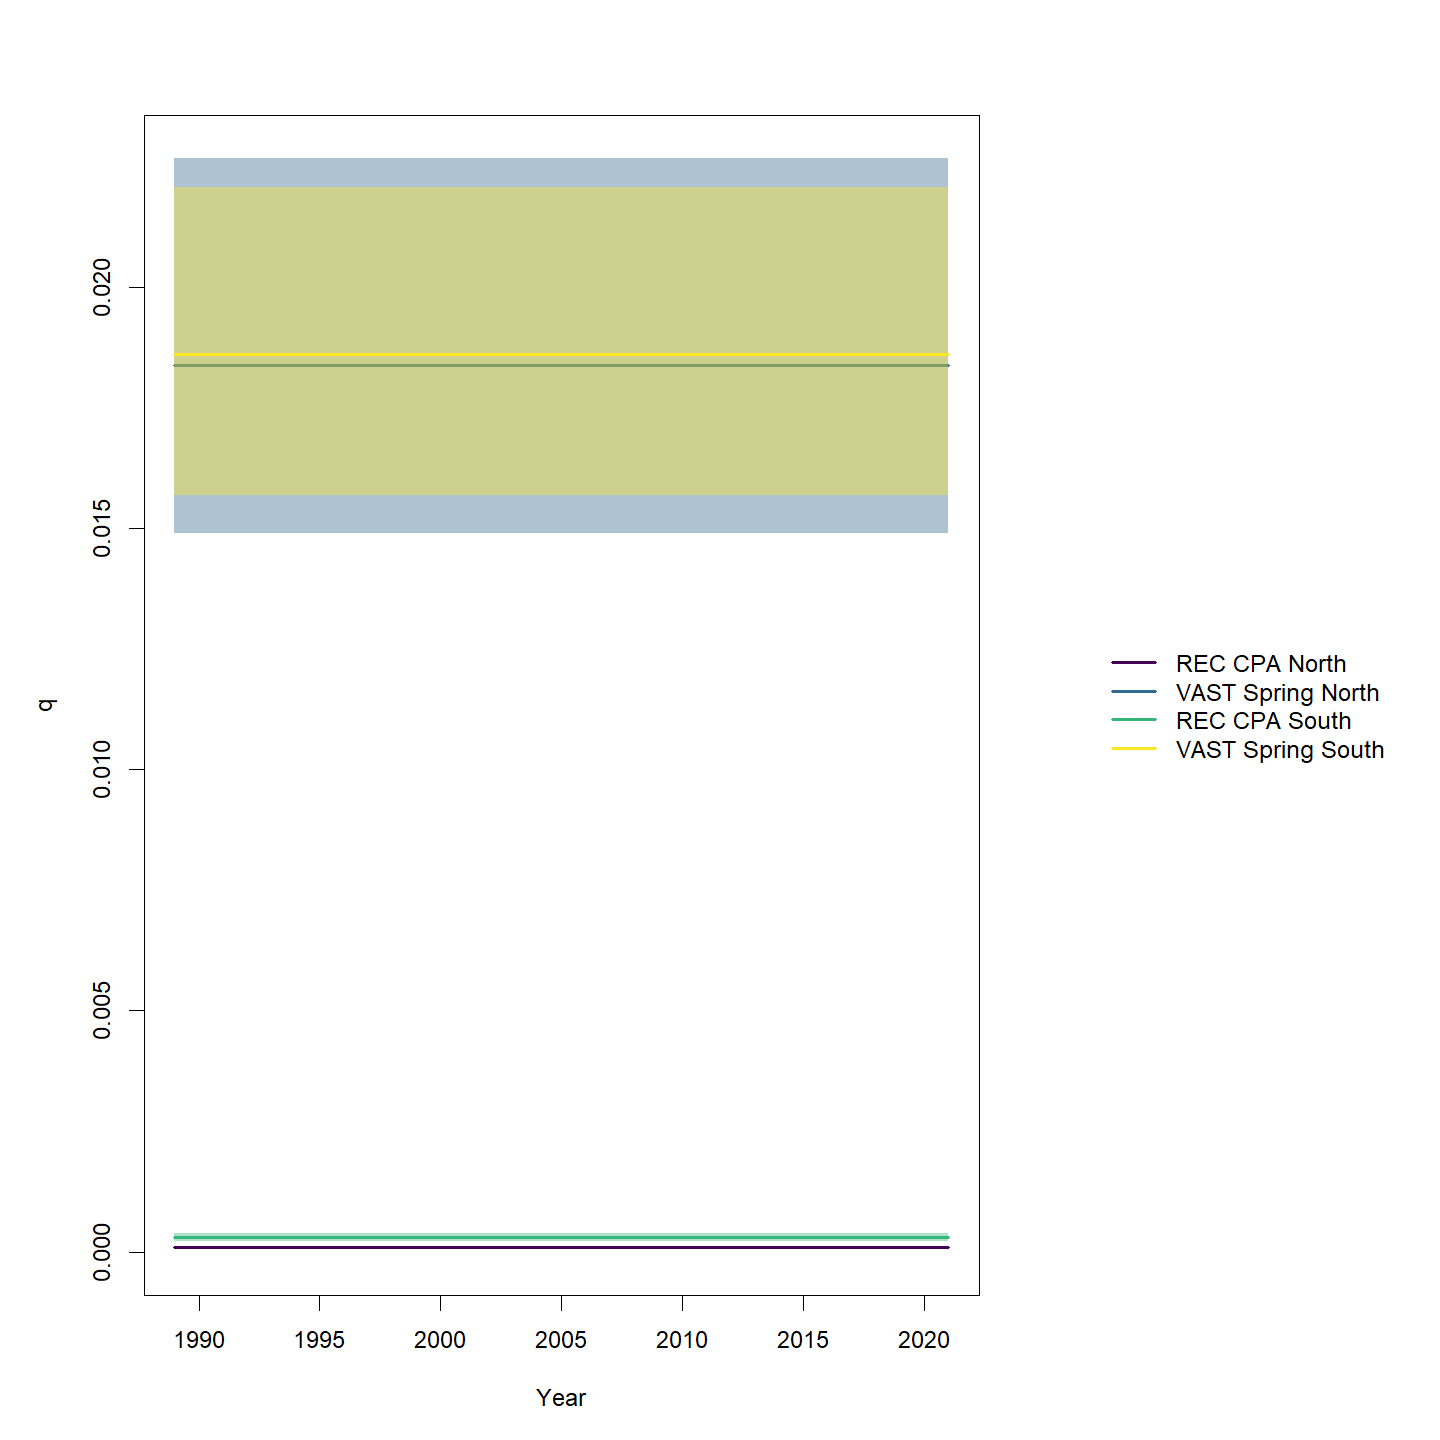 0.020
0.015
0.010
0.005
0.000
q
1990 1995 2000 2005 2010 2015 2020
Year
REC CPA North
VAST Spring North
REC CPA South
VAST Spring South